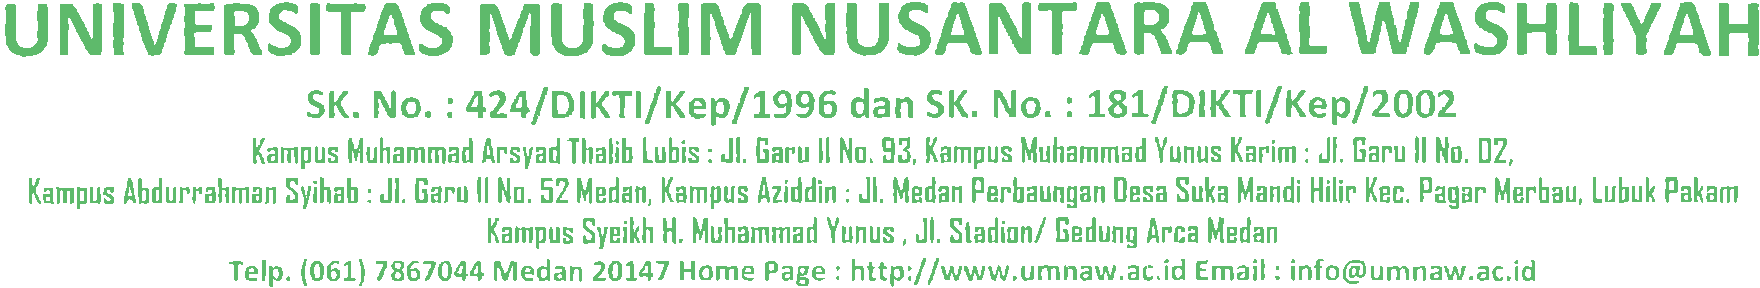 UNIVERSITAS MUSLIM NUSANTARA AL WASHLIYAH
SK. No. : 424/DIKTI/Kep/1996 dan SK. No. : 181/DIKTI/Kep/2002
Kampus Muhammad Arsyad Thalib Lubis : Jl. Garu II No. 93, Kampus Muhammad Yunus Karim : Jl. Garu II No. 02,
Kampus Abdurrahman Syihab : Jl. Garu II No. 52 Medan, Kampus Aziddin : Jl. Medan Perbaungan Desa Suka Mandi Hilir Kec. Pagar Merbau, Lubuk Pakam
Kampus Syeikh H. Muhammad Yunus , Jl. Stadion/ Gedung Arca Medan
Telp. (061) 7867044 Medan 20147 Home Page : http://www.umnaw.ac.id Email : info@umnaw.ac.id